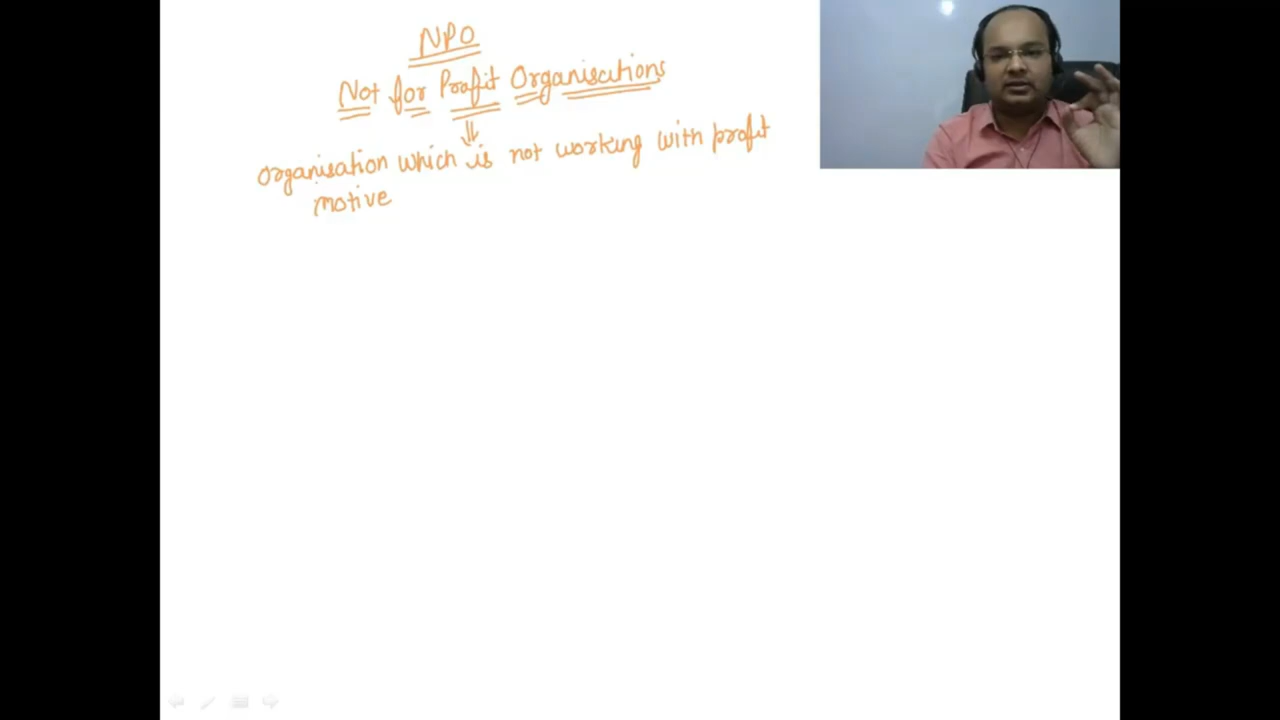 NPO
Not for Profit Organisations
⇓
organisation which is not working with profit
motive